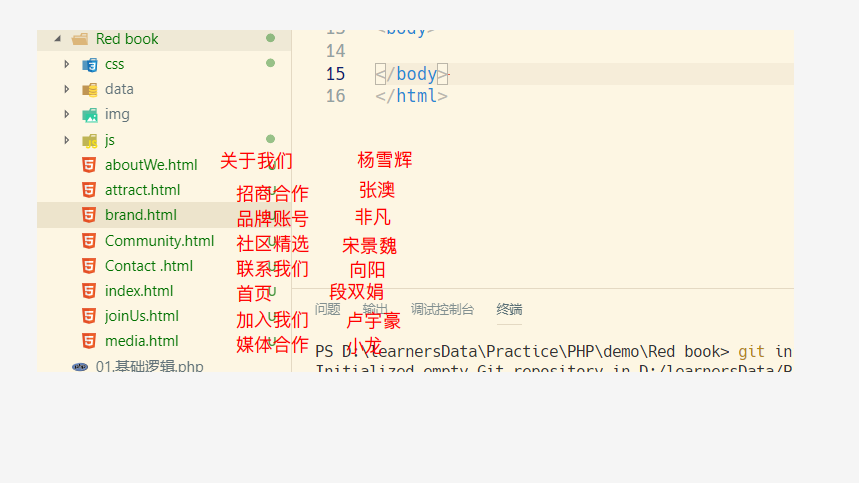 Red book
css
data
img
js
aboutWe.html 关于我们 杨雪辉
attract.html 招商合作 张澳
brand.html 品牌账号 非凡
Community.html 社区精选 宋景魏
Contact .html 联系我们 向阳
index.html 首页 U 段双娟
joinUs.html 加入我们 卢宇豪
media.html 媒体合作 小龙
01.基础逻辑.php
13 <body>
14
15 </body>
16 </html>
问题 输出 调试控制台 终端
PS D:\learnersData\Practice\PHP\demo\Red book> git in
Initialized empty Git repository in D:/learnersData/P